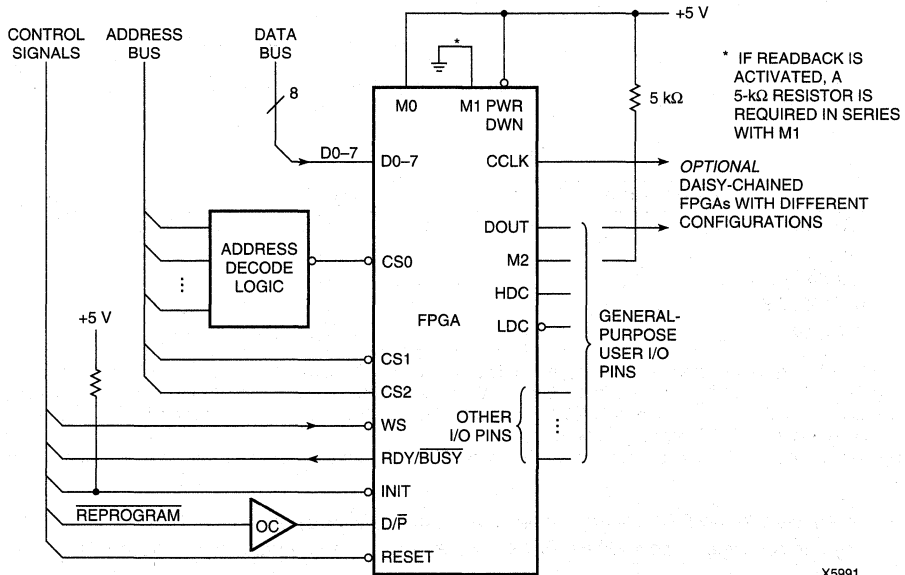 +5 V
CONTROL
SIGNALS
ADDRESS
BUS
DATA
BUS
*
* IF READBACK IS
ACTIVATED, A
5-kΩ RESISTOR IS
REQUIRED IN SERIES
WITH M1
8
5 kΩ
M0
M1
PWR
DWN
D0–7
D0–7
CCLK
OPTIONAL
DAISY-CHAINED
FPGAs WITH DIFFERENT
CONFIGURATIONS
DOUT
ADDRESS
DECODE
LOGIC
CS0
M2
HDC
FPGA
LDC
GENERAL-
PURPOSE
USER I/O
PINS
+5 V
CS1
CS2
OTHER
I/O PINS
WS
RDY/BUSY
INIT
REPROGRAM
OC
D/P
RESET
X5991